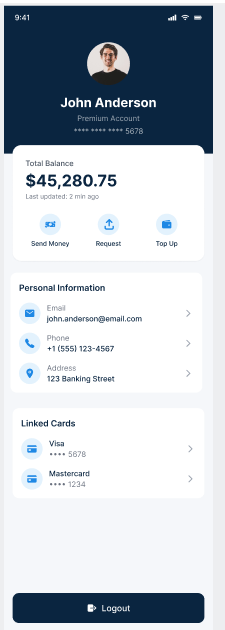 9:41
John Anderson
Premium Account
**** **** **** 5678
Total Balance
$45,280.75
Last updated: 2 min ago
Send Money Request Top Up
Personal Information
Email
john.anderson@email.com
Phone
+1 (555) 123-4567
Address
123 Banking Street
Linked Cards
Visa
•••• 5678
Mastercard
•••• 1234
Logout